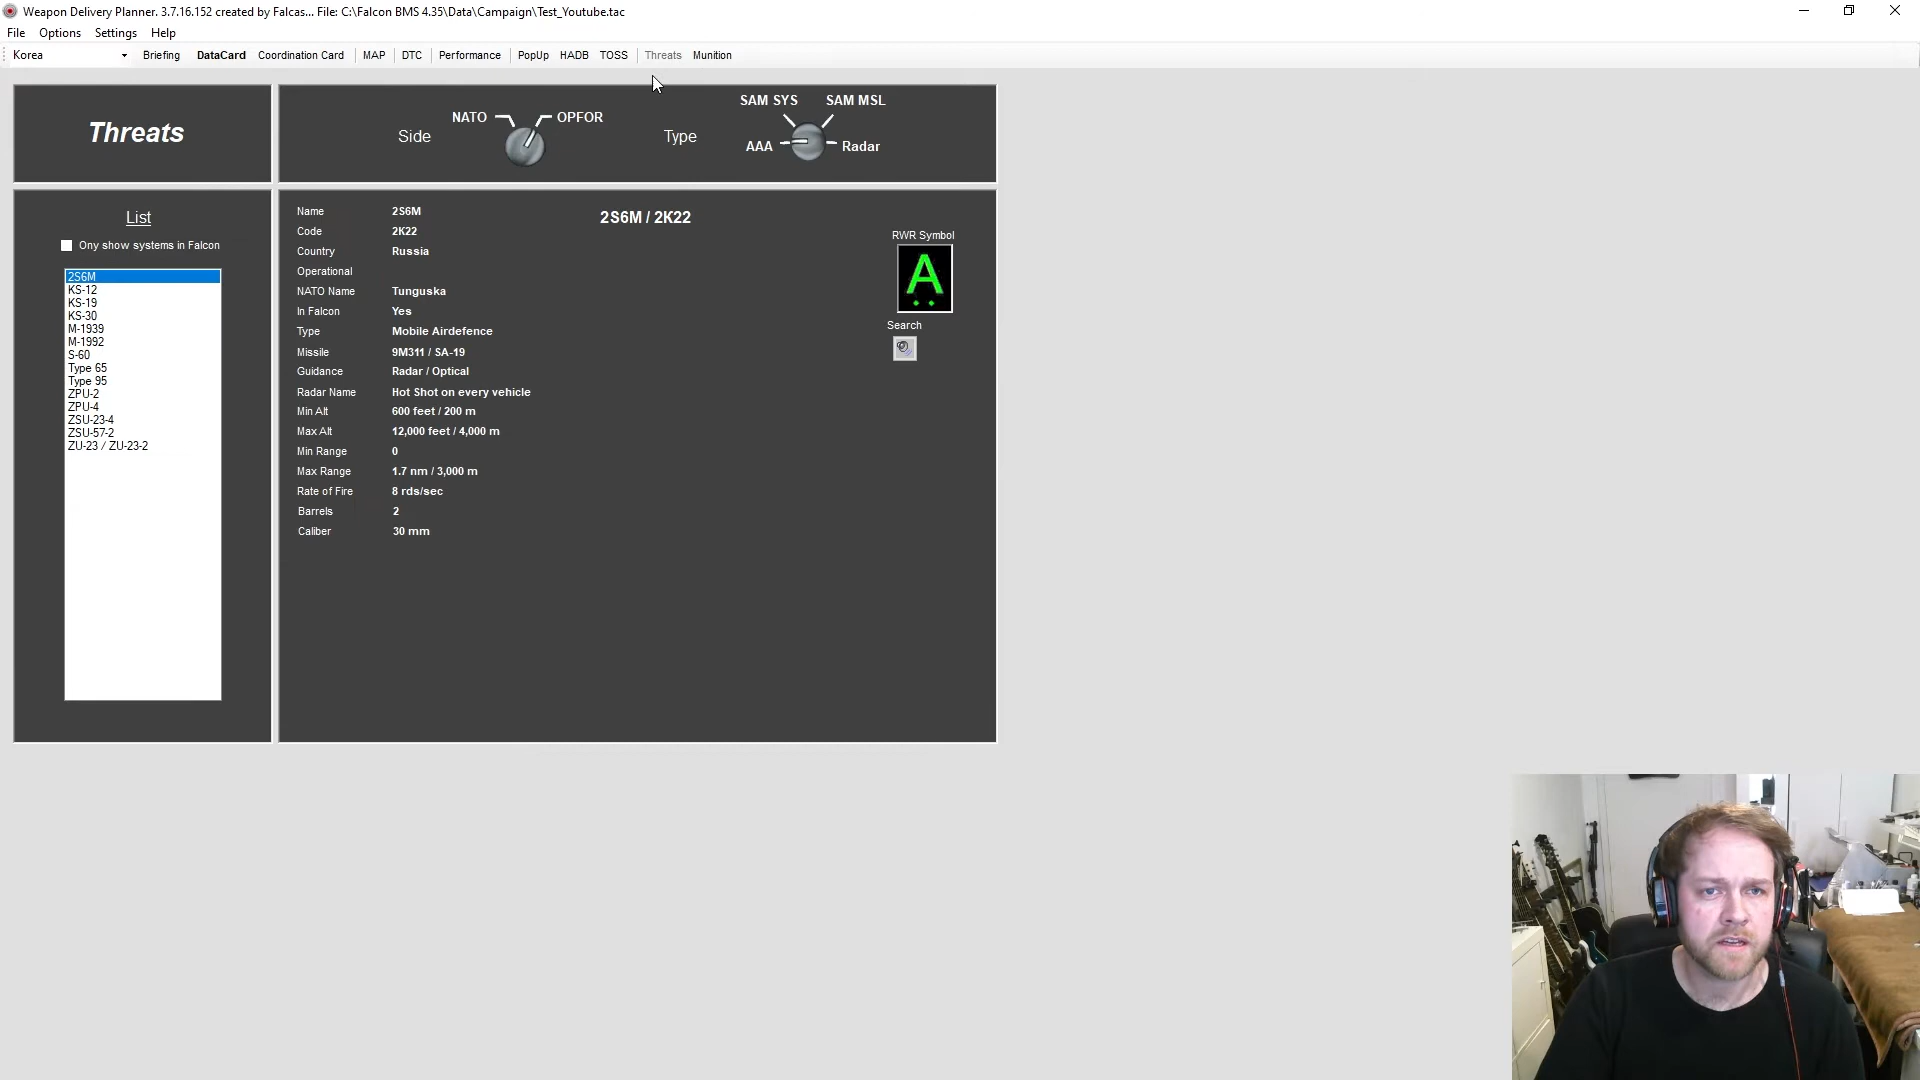 Weapon Delivery Planner. 3.7.16.152 created by Falcas... File: C:\Falcon BMS 4.35\Data\Campaign\Test_Youtube.tac
File Options Settings Help
Korea Briefing DataCard Coordination Card MAP DTC Performance PopUp HADB TOSS Threats Munition
Threats
Side NATO OPFOR
Type AAA SAM SYS SAM MSL Radar
List
Ony show systems in Falcon
2S6M
KS-12
KS-19
KS-30
M-1939
M-1992
S-60
Type 65
Type 95
ZPU-2
ZPU-4
ZSU-23-4
ZSU-57-2
ZU-23 / ZU-23-2
2S6M / 2K22
Name 2S6M
Code 2K22
Country Russia
Operational
NATO Name Tunguska
In Falcon Yes
Type Mobile Airdefence
Missile 9M311 / SA-19
Guidance Radar / Optical
Radar Name Hot Shot on every vehicle
Min Alt 600 feet / 200 m
Max Alt 12,000 feet / 4,000 m
Min Range 0
Max Range 1.7 nm / 3,000 m
Rate of Fire 8 rds/sec
Barrels 2
Caliber 30 mm
RWR Symbol
A
Search